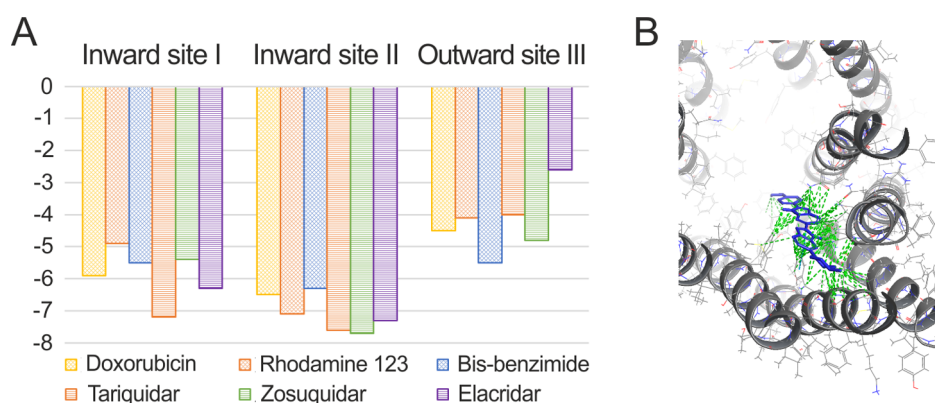 A
B
Inward site I Inward site II Outward site III
0
-1
-2
-3
-4
-5
-6
-7
-8
Doxorubicin Rhodamine 123 Bis-benzimide
Tariquidar Zosuguidar Elacridar